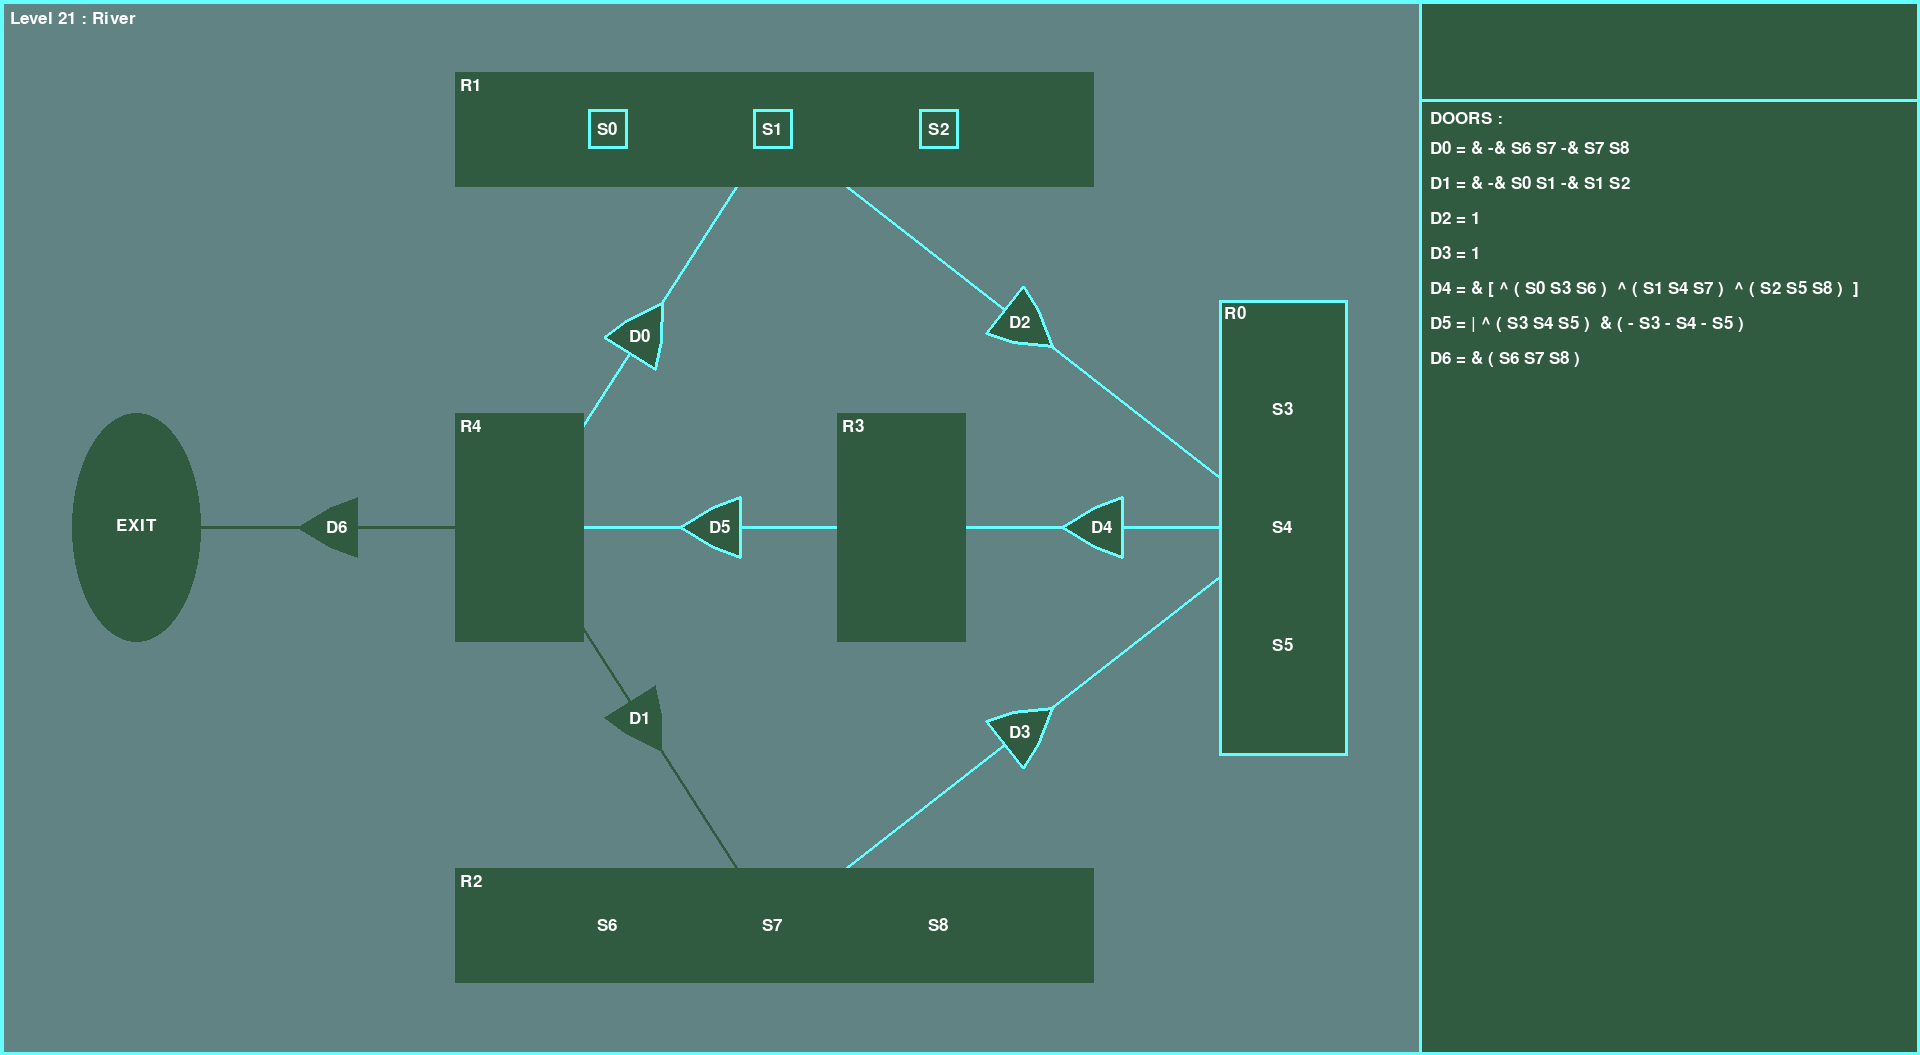 Level 21 : River
R1
S0
S1
S2
D0
D2
R4
R3
R0
S3
S4
S5
EXIT
D6
D5
D4
D1
D3
R2
S6
S7
S8
DOORS :
D0 = & -& S6 S7 -& S7 S8
D1 = & -& S0 S1 -& S1 S2
D2 = 1
D3 = 1
D4 = & [ ^ ( S0 S3 S6 ) ^ ( S1 S4 S7 ) ^ ( S2 S5 S8 ) ]
D5 = | ^ ( S3 S4 S5 ) & ( - S3 - S4 - S5 )
D6 = & ( S6 S7 S8 )